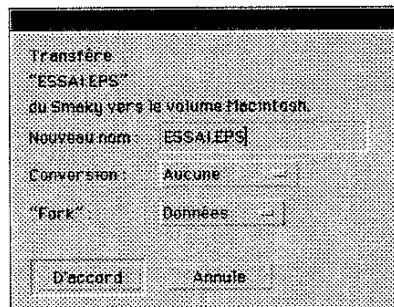 Transfère
"ESSAI.EPS"
du Smaky vers le volume Macintosh.
Nouveau nom : ESSAI.EPS
Conversion : Aucune
"Fork" : Données
D'accord Annule